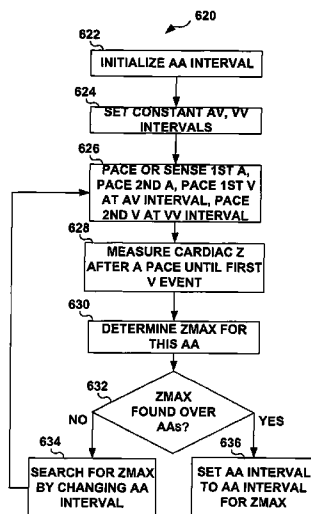 620
622
INITIALIZE AA INTERVAL
624
SET CONSTANT AV, VV
INTERVALS
626
PACE OR SENSE 1ST A,
PACE 2ND A, PACE 1ST V
AT AV INTERVAL, PACE
2ND V AT VV INTERVAL
628
MEASURE CARDIAC Z
AFTER A PACE UNTIL FIRST
V EVENT
630
DETERMINE ZMAX FOR
THIS AA
632
ZMAX
FOUND OVER
AAs?
NO
YES
634
SEARCH FOR ZMAX
BY CHANGING AA
INTERVAL
636
SET AA INTERVAL
TO AA INTERVAL
FOR ZMAX